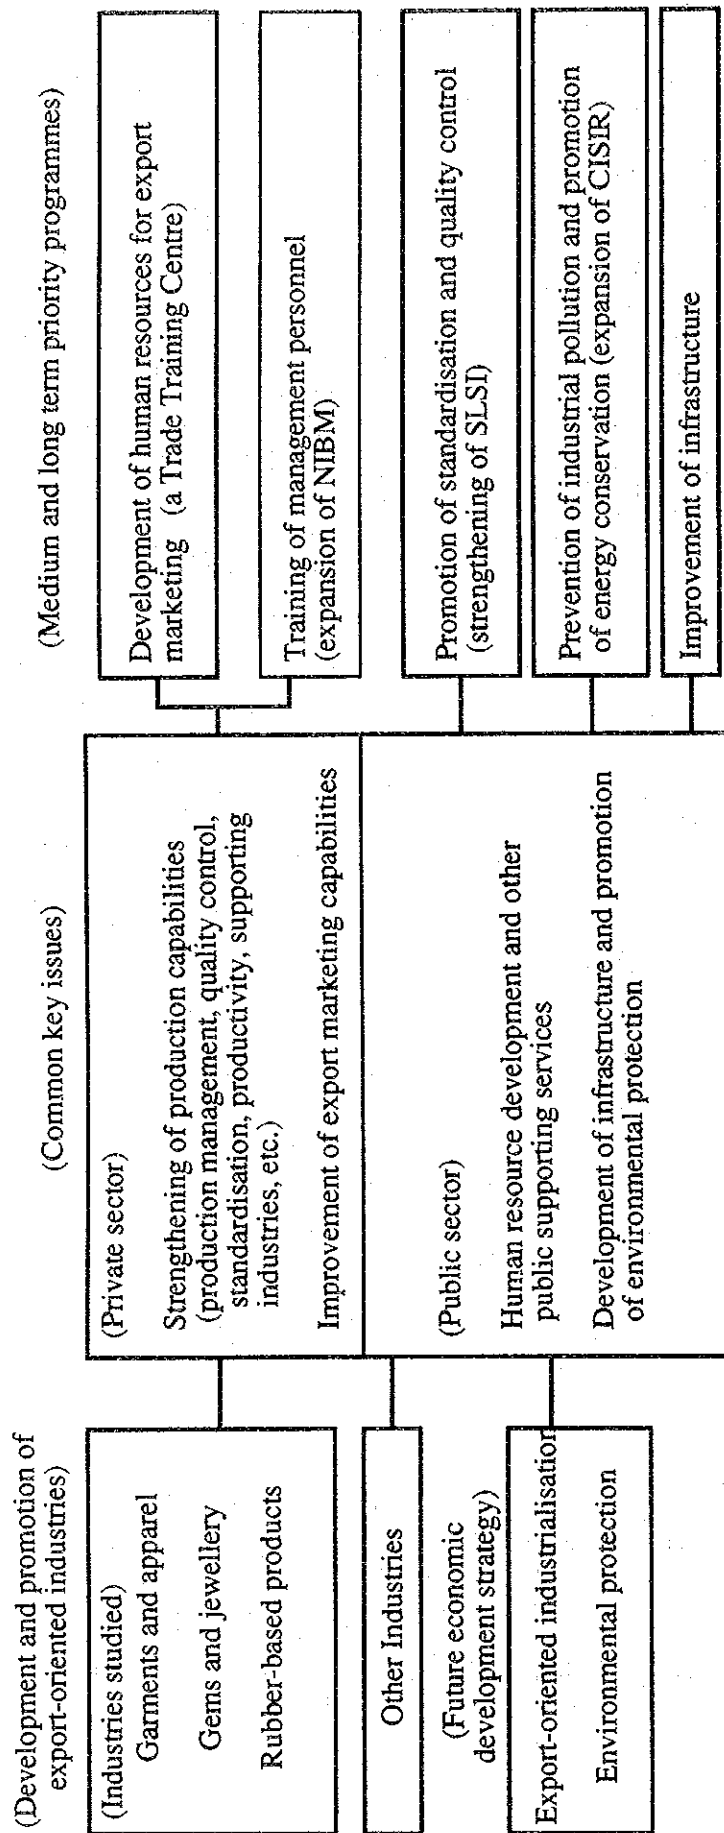 (Development and promotion of
export-oriented industries)
(Industries studied)
Garments and apparel
Gems and jewellery
Rubber-based products
Other Industries
(Future economic
development strategy)
Export-oriented industrialisation
Environmental protection
(Common key issues)
(Private sector)
Strengthening of production capabilities
(production management, quality control,
standardisation, productivity, supporting
industries, etc.)
Improvement of export marketing capabilities
(Public sector)
Human resource development and other
public supporting services
Development of infrastructure and promotion
of environmental protection
(Medium and long term priority programmes)
Development of human resources for export
marketing (a Trade Training Centre)
Training of management personnel
(expansion of NIBM)
Promotion of standardisation and quality control
(strengthening of SLSI)
Prevention of industrial pollution and promotion
of energy conservation (expansion of CISIR)
Improvement of infrastructure